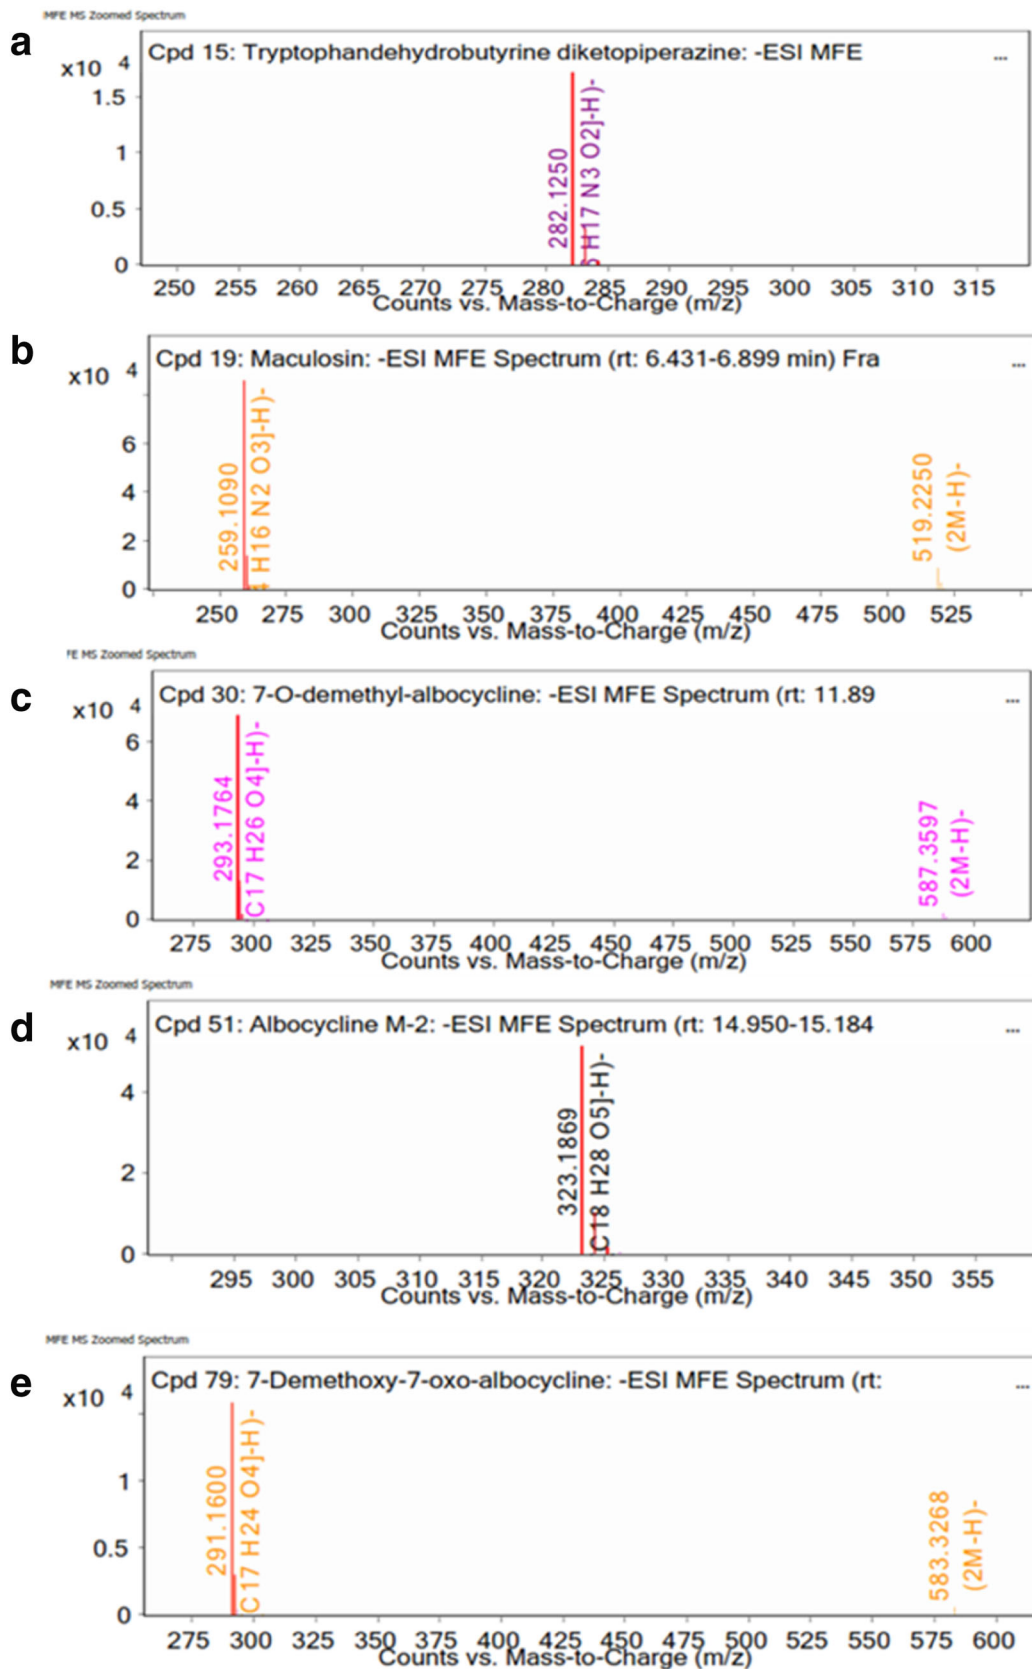 MFE MS Zoomed Spectrum
a
Cpd 15: Tryptophandehydrobutyrine diketopiperazine: -ESI MFE ...
x10 4
1.5
1
0.5
0
282.1250
H17 N3 O2]-H)-
250 255 260 265 270 275 280 285 290 295 300 305 310 315
Counts vs. Mass-to-Charge (m/z)
b
Cpd 19: Maculosin: -ESI MFE Spectrum (rt: 6.431-6.899 min) Fra ...
x10 4
6
4
2
0
259.1090
H16 N2 O3]-H)-
519.2250
(2M-H)-
250 275 300 325 350 375 400 425 450 475 500 525
Counts vs. Mass-to-Charge (m/z)
FE MS Zoomed Spectrum
c
Cpd 30: 7-O-demethyl-albocycline: -ESI MFE Spectrum (rt: 11.89 ...
x10 4
6
4
2
0
293.1764
C17 H26 O4]-H)-
587.3597
(2M-H)-
275 300 325 350 375 400 425 450 475 500 525 550 575 600
Counts vs. Mass-to-Charge (m/z)
MFE MS Zoomed Spectrum
d
Cpd 51: Albocycline M-2: -ESI MFE Spectrum (rt: 14.950-15.184 ...
x10 4
4
2
0
323.1869
C18 H28 O5]-H)-
295 300 305 310 315 320 325 330 335 340 345 350 355
Counts vs. Mass-to-Charge (m/z)
MFE MS Zoomed Spectrum
e
Cpd 79: 7-Demethoxy-7-oxo-albocycline: -ESI MFE Spectrum (rt: ...
x10 4
1
0.5
0
291.1600
C17 H24 O4]-H)-
583.3268
(2M-H)-
275 300 325 350 375 400 425 450 475 500 525 550 575 600
Counts vs. Mass-to-Charge (m/z)